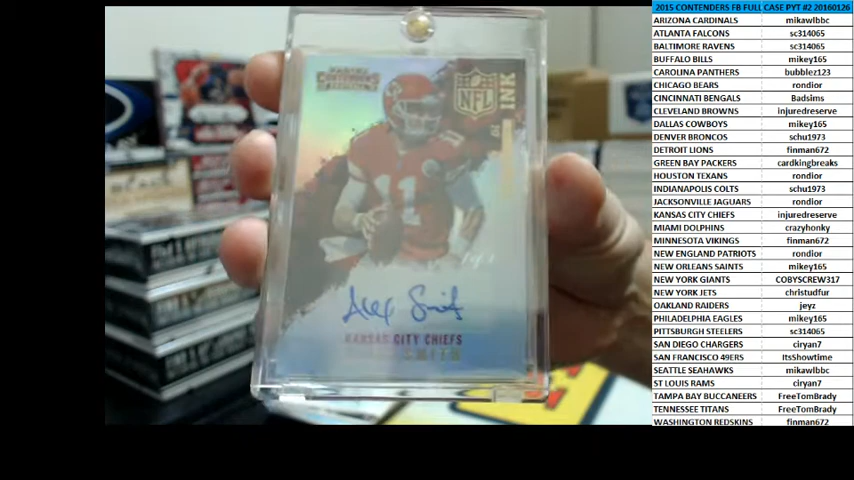 PANINI
CONTENDERS
NFL
INK
11
Alex Smith
KANSAS CITY CHIEFS
SMITH
2015 CONTENDERS FB FULL CASE PYT #2 20160126
ARIZONA CARDINALS mikawlbbc
ATLANTA FALCONS sc314065
BALTIMORE RAVENS sc314065
BUFFALO BILLS mikey165
CAROLINA PANTHERS bubblez123
CHICAGO BEARS rondior
CINCINNATI BENGALS Badsims
CLEVELAND BROWNS injuredreserve
DALLAS COWBOYS mikey165
DENVER BRONCOS schu1973
DETROIT LIONS finman672
GREEN BAY PACKERS cardkingbreaks
HOUSTON TEXANS rondior
INDIANAPOLIS COLTS schu1973
JACKSONVILLE JAGUARS rondior
KANSAS CITY CHIEFS injuredreserve
MIAMI DOLPHINS crazyhonky
MINNESOTA VIKINGS finman672
NEW ENGLAND PATRIOTS rondior
NEW ORLEANS SAINTS mikey165
NEW YORK GIANTS COBYSCREW317
NEW YORK JETS christudfur
OAKLAND RAIDERS jeyz
PHILADELPHIA EAGLES mikey165
PITTSBURGH STEELERS sc314065
SAN DIEGO CHARGERS ciryan7
SAN FRANCISCO 49ERS ItsShowtime
SEATTLE SEAHAWKS mikawlbbc
ST LOUIS RAMS ciryan7
TAMPA BAY BUCCANEERS FreeTomBrady
TENNESSEE TITANS FreeTomBrady
WASHINGTON REDSKINS finman672